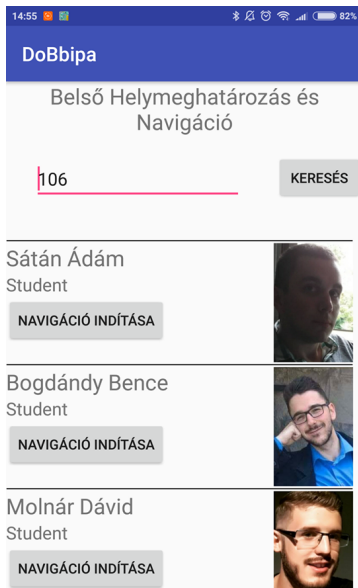 14:55 82%
DoBbipa
Belső Helymeghatározás és
Navigáció
106 KERESÉS
Sátán Ádám
Student
NAVIGÁCIÓ INDÍTÁSA
Bogdándy Bence
Student
NAVIGÁCIÓ INDÍTÁSA
Molnár Dávid
Student
NAVIGÁCIÓ INDÍTÁSA